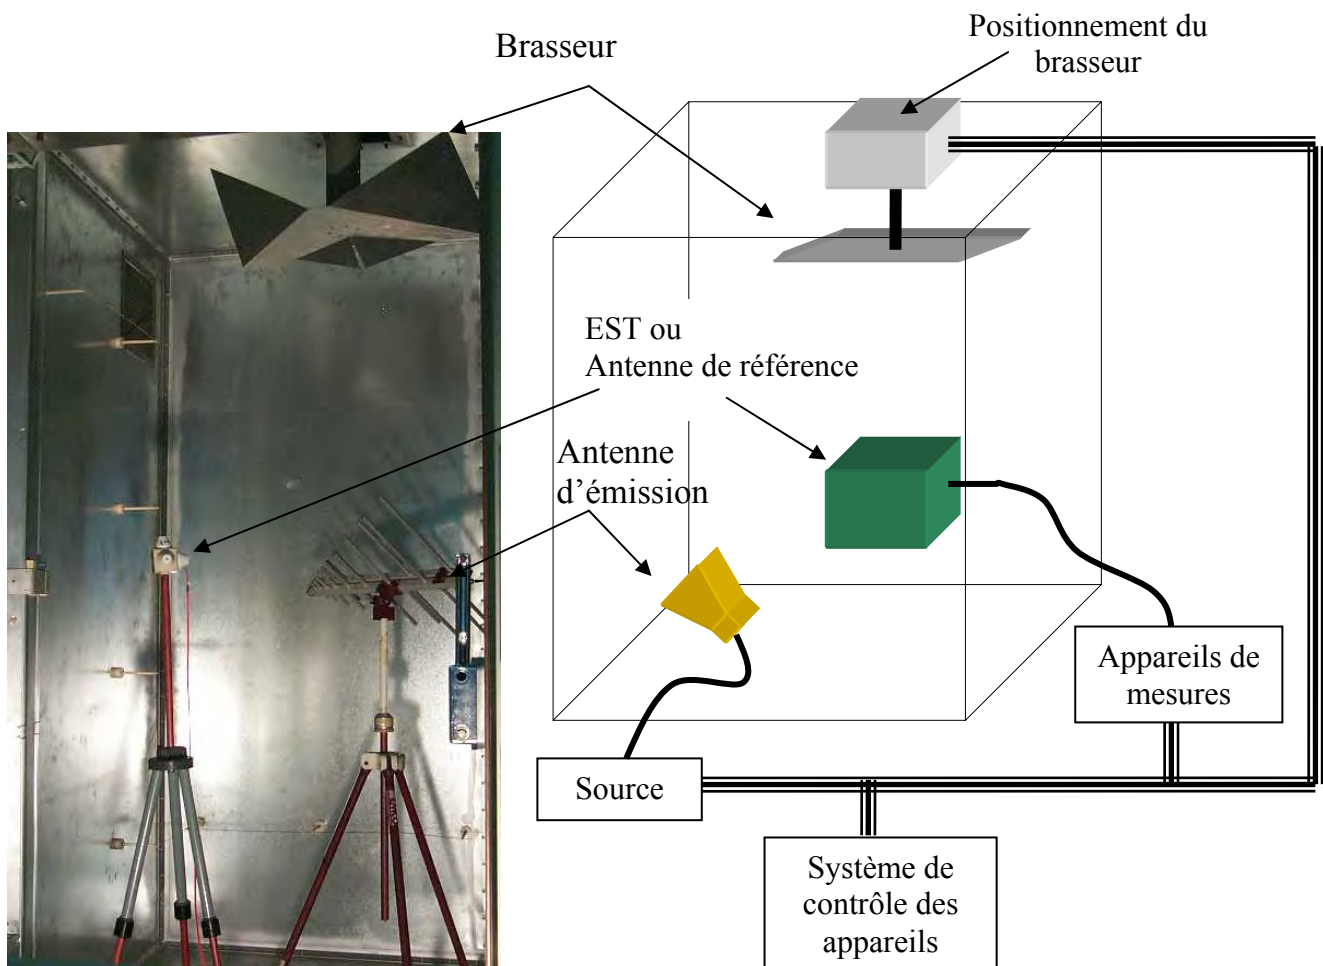 Brasseur
Positionnement du
brasseur
EST ou
Antenne de référence
Antenne
d’émission
Appareils de
mesures
Source
Système de
contrôle des
appareils